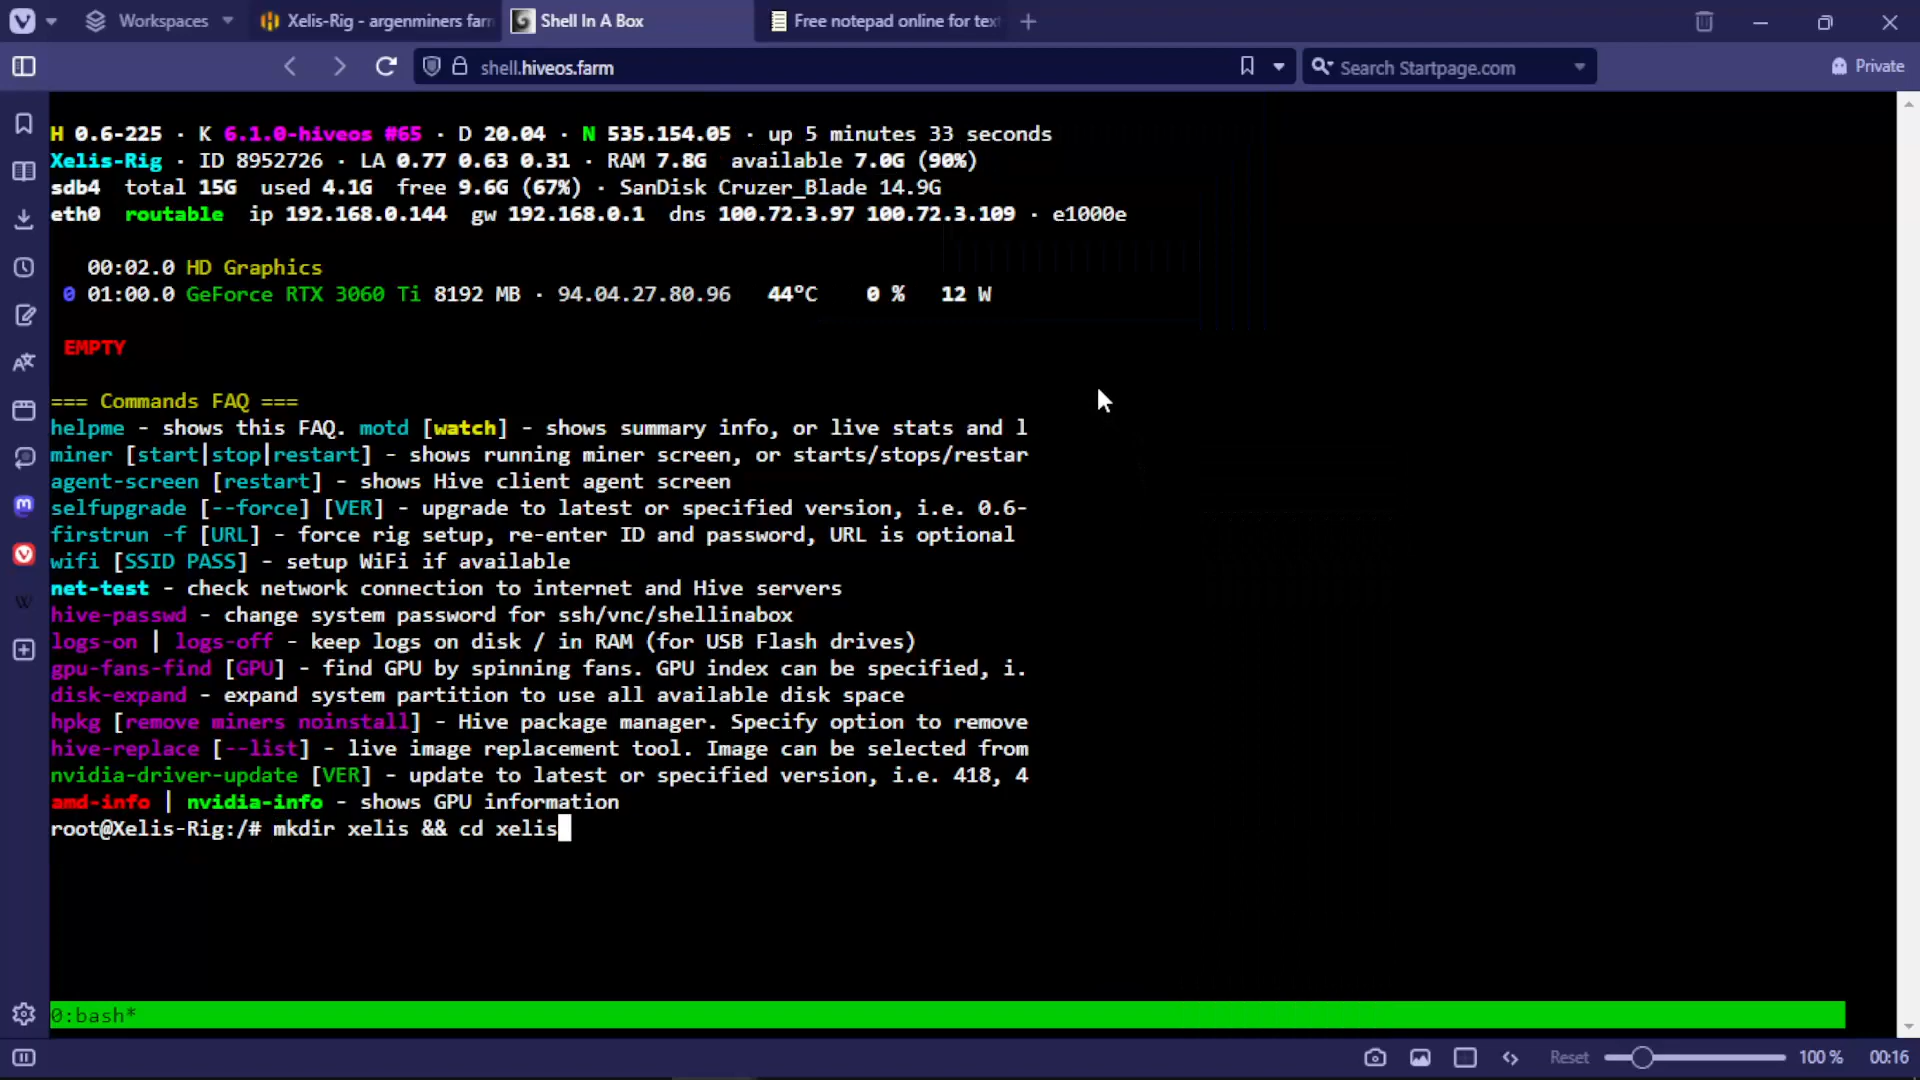 Workspaces
Xelis-Rig - argenminers farm
Shell In A Box
Free notepad online for text
shell.hiveos.farm
Search Startpage.com
Private
H 0.6-225 · K 6.1.0-hiveos #65 · D 20.04 · N 535.154.05 · up 5 minutes 33 seconds
Xelis-Rig · ID 8952726 · LA 0.77 0.63 0.31 · RAM 7.8G available 7.0G (90%)
sdb4 total 15G used 4.1G free 9.6G (67%) · SanDisk Cruzer_Blade 14.9G
eth0 routable ip 192.168.0.144 gw 192.168.0.1 dns 100.72.3.97 100.72.3.109 · e1000e
00:02.0 HD Graphics
0 01:00.0 GeForce RTX 3060 Ti 8192 MB · 94.04.27.80.96 44°C 0 % 12 W
EMPTY
=== Commands FAQ ===
helpme - shows this FAQ. motd [watch] - shows summary info, or live stats and l
miner [start|stop|restart] - shows running miner screen, or starts/stops/restar
agent-screen [restart] - shows Hive client agent screen
selfupgrade [--force] [VER] - upgrade to latest or specified version, i.e. 0.6-
firstrun -f [URL] - force rig setup, re-enter ID and password, URL is optional
wifi [SSID PASS] - setup WiFi if available
net-test - check network connection to internet and Hive servers
hive-passwd - change system password for ssh/vnc/shellinabox
logs-on | logs-off - keep logs on disk / in RAM (for USB Flash drives)
gpu-fans-find [GPU] - find GPU by spinning fans. GPU index can be specified, i.
disk-expand - expand system partition to use all available disk space
hpkg [remove miners noinstall] - Hive package manager. Specify option to remove
hive-replace [--list] - live image replacement tool. Image can be selected from
nvidia-driver-update [VER] - update to latest or specified version, i.e. 418, 4
amd-info | nvidia-info - shows GPU information
root@Xelis-Rig:/# mkdir xelis && cd xelis
0:bash*
Reset
100 %
00:16